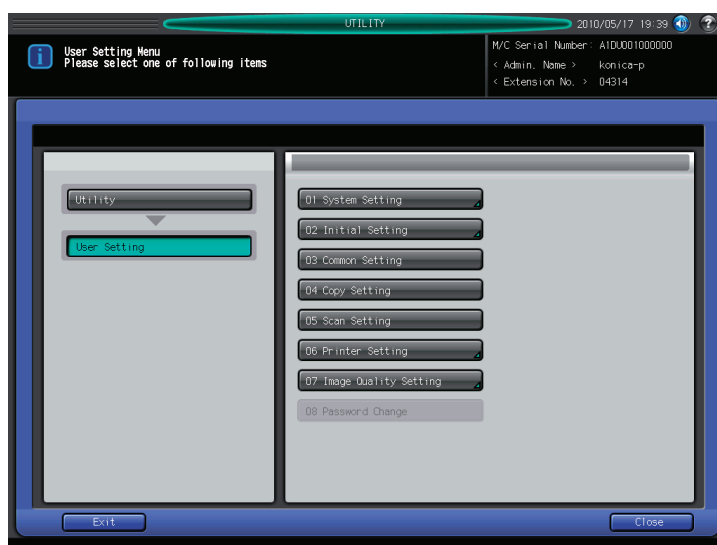 UTILITY
2010/05/17 19:39
User Setting Menu
Please select one of following items
M/C Serial Number: A1DU001000000
< Admin. Name > konica-p
< Extension No. > 04314
Utility
User Setting
01 System Setting
02 Initial Setting
03 Common Setting
04 Copy Setting
05 Scan Setting
06 Printer Setting
07 Image Quality Setting
08 Password Change
Exit
Close